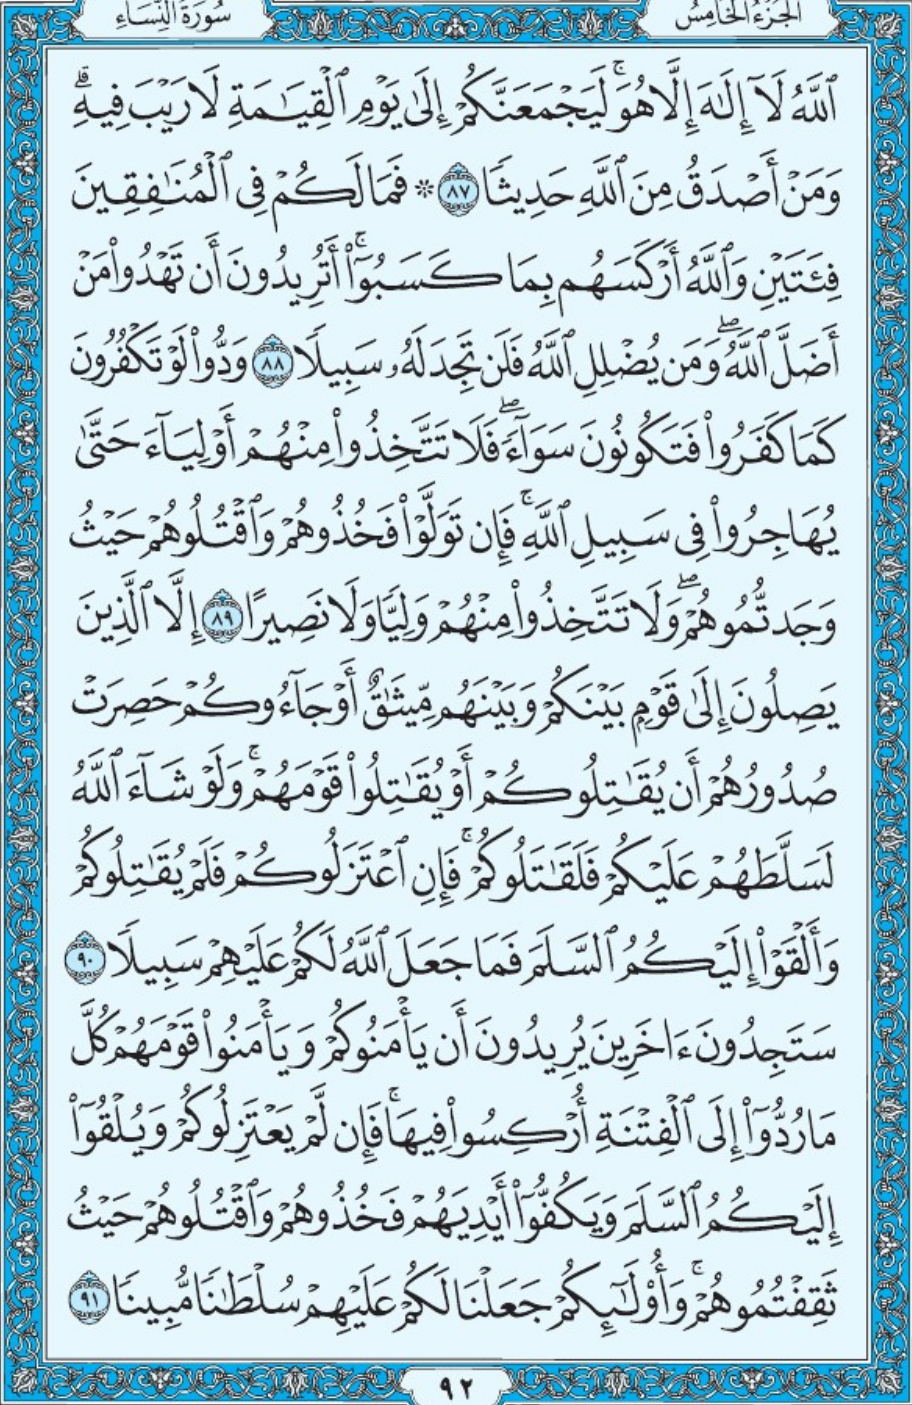 الجزء الخامس
سورة النساء
ٱللَّهُ لَآ إِلَٰهَ إِلَّا هُوَۚ لَيَجْمَعَنَّكُمْ إِلَىٰ يَوْمِ ٱلْقِيَٰمَةِ لَا رَيْبَ فِيهِۗ
وَمَنْ أَصْدَقُ مِنَ ٱللَّهِ حَدِيثًا ٨٧ * فَمَا لَكُمْ فِى ٱلْمُنَٰفِقِينَ
فِئَتَيْنِ وَٱللَّهُ أَرْكَسَهُم بِمَا كَسَبُوٓا۟ۚ أَتُرِيدُونَ أَن تَهْدُوا۟ مَنْ
أَضَلَّ ٱللَّهُۖ وَمَن يُضْلِلِ ٱللَّهُ فَلَن تَجِدَ لَهُۥ سَبِيلًا ٨٨ وَدُّوا۟ لَوْ تَكْفُرُونَ
كَمَا كَفَرُوا۟ فَتَكُونُونَ سَوَآءًۖ فَلَا تَتَّخِذُوا۟ مِنْهُمْ أَوْلِيَآءَ حَتَّىٰ
يُهَاجِرُوا۟ فِى سَبِيلِ ٱللَّهِۚ فَإِن تَوَلَّوْا۟ فَخُذُوهُمْ وَٱقْتُلُوهُمْ حَيْثُ
وَجَدتُّمُوهُمْۖ وَلَا تَتَّخِذُوا۟ مِنْهُمْ وَلِيًّا وَلَا نَصِيرًا ٨٩ إِلَّا ٱلَّذِينَ
يَصِلُونَ إِلَىٰ قَوْمٍۭ بَيْنَكُمْ وَبَيْنَهُم مِّيثَٰقٌ أَوْ جَآءُوكُمْ حَصِرَتْ
صُدُورُهُمْ أَن يُقَٰتِلُوكُمْ أَوْ يُقَٰتِلُوا۟ قَوْمَهُمْۚ وَلَوْ شَآءَ ٱللَّهُ
لَسَلَّطَهُمْ عَلَيْكُمْ فَلَقَٰتَلُوكُمْۚ فَإِنِ ٱعْتَزَلُوكُمْ فَلَمْ يُقَٰتِلُوكُمْ
وَأَلْقَوْا۟ إِلَيْكُمُ ٱلسَّلَمَ فَمَا جَعَلَ ٱللَّهُ لَكُمْ عَلَيْهِمْ سَبِيلًا ٩٠
سَتَجِدُونَ ءَاخَرِينَ يُرِيدُونَ أَن يَأْمَنُوكُمْ وَيَأْمَنُوا۟ قَوْمَهُمْ كُلَّ
مَا رُدُّوٓا۟ إِلَى ٱلْفِتْنَةِ أُرْكِسُوا۟ فِيهَاۚ فَإِن لَّمْ يَعْتَزِلُوكُمْ وَيُلْقُوٓا۟
إِلَيْكُمُ ٱلسَّلَمَ وَيَكُفُّوٓا۟ أَيْدِيَهُمْ فَخُذُوهُمْ وَٱقْتُلُوهُمْ حَيْثُ
ثَقِفْتُمُوهُمْۚ وَأُو۟لَٰٓئِكُمْ جَعَلْنَا لَكُمْ عَلَيْهِمْ سُلْطَٰنًا مُّبِينًا ٩١
٩٢